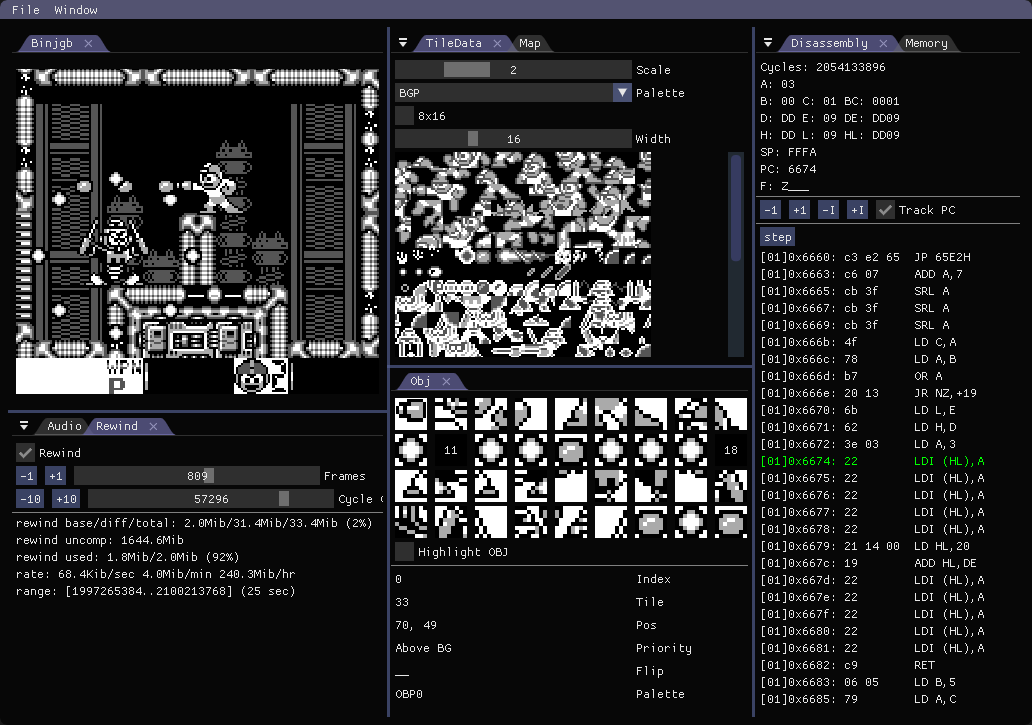 File Window
Binjgb
WPN
P
Audio Rewind
Rewind
-1 +1 809 Frames
-10 +10 57296 Cycle
rewind base/diff/total: 2.0Mib/31.4Mib/33.4Mib (2%)
rewind uncomp: 1644.6Mib
rewind used: 1.8Mib/2.0Mib (92%)
rate: 68.4Kib/sec 4.0Mib/min 240.3Mib/hr
range: [1997265384..2100213768] (25 sec)
TileData Map
2 Scale
BGP Palette
8x16
16 Width
Obj
11 18
Highlight OBJ
0 Index
33 Tile
70, 49 Pos
Above BG Priority
__ Flip
OBP0 Palette
Disassembly Memory
Cycles: 2054133896
A: 03
B: 00 C: 01 BC: 0001
D: DD E: 09 DE: DD09
H: DD L: 09 HL: DD09
SP: FFFA
PC: 6674
F: Z___
-1 +1 -I +I Track PC
step
[01]0x6660: c3 e2 65 JP 65E2H
[01]0x6663: c6 07 ADD A,7
[01]0x6665: cb 3f SRL A
[01]0x6667: cb 3f SRL A
[01]0x6669: cb 3f SRL A
[01]0x666b: 4f LD C,A
[01]0x666c: 78 LD A,B
[01]0x666d: b7 OR A
[01]0x666e: 20 13 JR NZ,+19
[01]0x6670: 6b LD L,E
[01]0x6671: 62 LD H,D
[01]0x6672: 3e 03 LD A,3
[01]0x6674: 22 LDI (HL),A
[01]0x6675: 22 LDI (HL),A
[01]0x6676: 22 LDI (HL),A
[01]0x6677: 22 LDI (HL),A
[01]0x6678: 22 LDI (HL),A
[01]0x6679: 21 14 00 LD HL,20
[01]0x667c: 19 ADD HL,DE
[01]0x667d: 22 LDI (HL),A
[01]0x667e: 22 LDI (HL),A
[01]0x667f: 22 LDI (HL),A
[01]0x6680: 22 LDI (HL),A
[01]0x6681: 22 LDI (HL),A
[01]0x6682: c9 RET
[01]0x6683: 06 05 LD B,5
[01]0x6685: 79 LD A,C